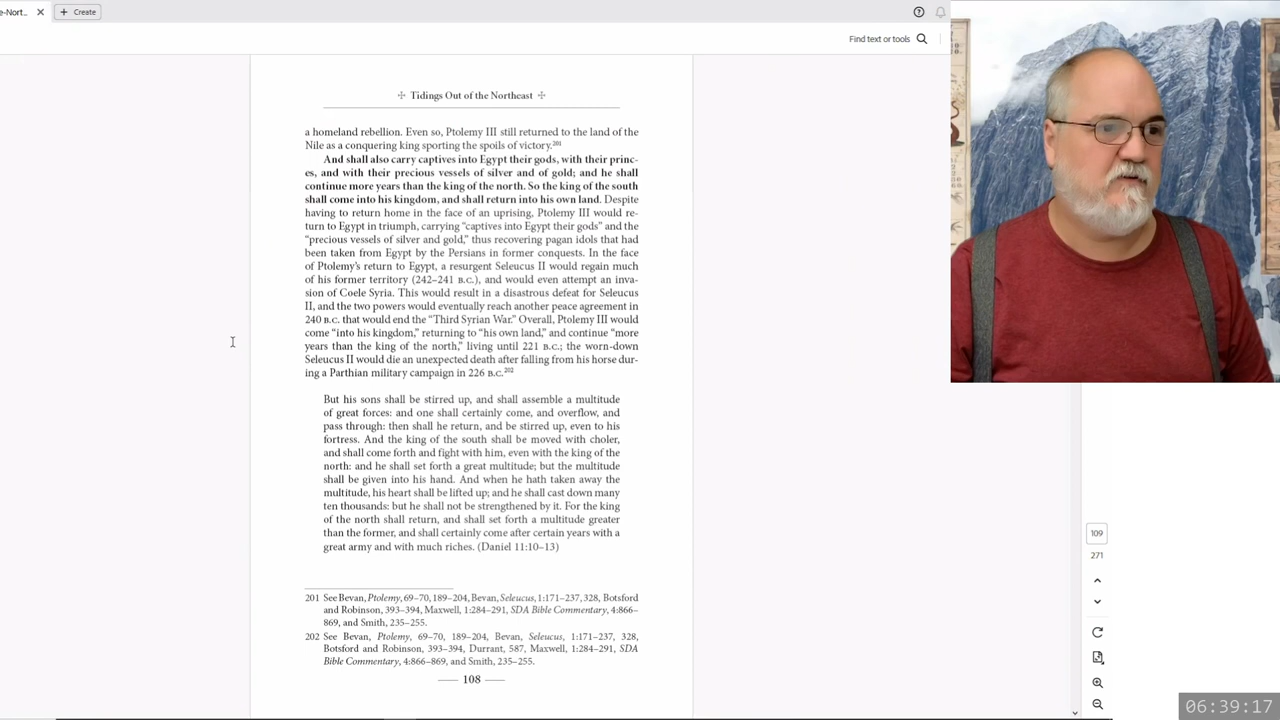 e-Nort...
Create
Find text or tools
Tidings Out of the Northeast
a homeland rebellion. Even so, Ptolemy III still returned to the land of the
Nile as a conquering king sporting the spoils of victory.201
And shall also carry captives into Egypt their gods, with their princ-
es, and with their precious vessels of silver and of gold; and he shall
continue more years than the king of the north. So the king of the south
shall come into his kingdom, and shall return into his own land. Despite
having to return home in the face of an uprising, Ptolemy III would re-
turn to Egypt in triumph, carrying “captives into Egypt their gods” and the
“precious vessels of silver and gold,” thus recovering pagan idols that had
been taken from Egypt by the Persians in former conquests. In the face
of Ptolemy’s return to Egypt, a resurgent Seleucus II would regain much
of his former territory (242–241 B.C.), and would even attempt an inva-
sion of Coele Syria. This would result in a disastrous defeat for Seleucus
II, and the two powers would eventually reach another peace agreement in
240 B.C. that would end the “Third Syrian War.” Overall, Ptolemy III would
come “into his kingdom,” returning to “his own land,” and continue “more
years than the king of the north,” living until 221 B.C.; the worn-down
Seleucus II would die an unexpected death after falling from his horse dur-
ing a Parthian military campaign in 226 B.C.202
But his sons shall be stirred up, and shall assemble a multitude
of great forces: and one shall certainly come, and overflow, and
pass through: then shall he return, and be stirred up, even to his
fortress. And the king of the south shall be moved with choler,
and shall come forth and fight with him, even with the king of the
north: and he shall set forth a great multitude; but the multitude
shall be given into his hand. And when he hath taken away the
multitude, his heart shall be lifted up; and he shall cast down many
ten thousands: but he shall not be strengthened by it. For the king
of the north shall return, and shall set forth a multitude greater
than the former, and shall certainly come after certain years with a
great army and with much riches. (Daniel 11:10–13)
201 See Bevan, Ptolemy, 69–70, 189–204, Bevan, Seleucus, 1:171–237, 328, Botsford
and Robinson, 393–394, Maxwell, 1:284–291, SDA Bible Commentary, 4:866–
869, and Smith, 235–255.
202 See Bevan, Ptolemy, 69–70, 189–204, Bevan, Seleucus, 1:171–237, 328,
Botsford and Robinson, 393–394, Durrant, 587, Maxwell, 1:284–291, SDA
Bible Commentary, 4:866–869, and Smith, 235–255.
108
109
271
06:39:17